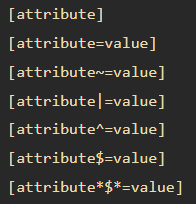 [attribute]
[attribute=value]
[attribute~=value]
[attribute|=value]
[attribute^=value]
[attribute$=value]
[attribute*$*=value]